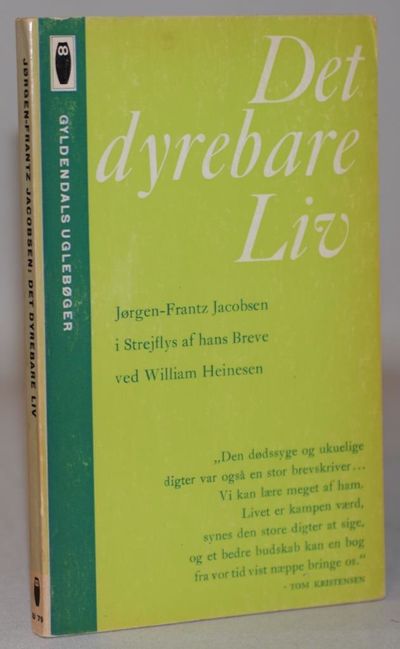 Det
dyrebare
Liv
Jørgen-Frantz Jacobsen
i Strejflys af hans Breve
ved William Heinesen
„Den dødssyge og ukuelige
digter var også en stor brevskriver...
Vi kan lære meget af ham.
Livet er kampen værd,
synes den store digter at sige,
og et bedre budskab kan en bog
fra vor tid vist næppe bringe os.“
- TOM KRISTENSEN
GYLDENDALS UGLEBØGER
JØRGEN-FRANTZ JACOBSEN: DET DYREBARE LIV